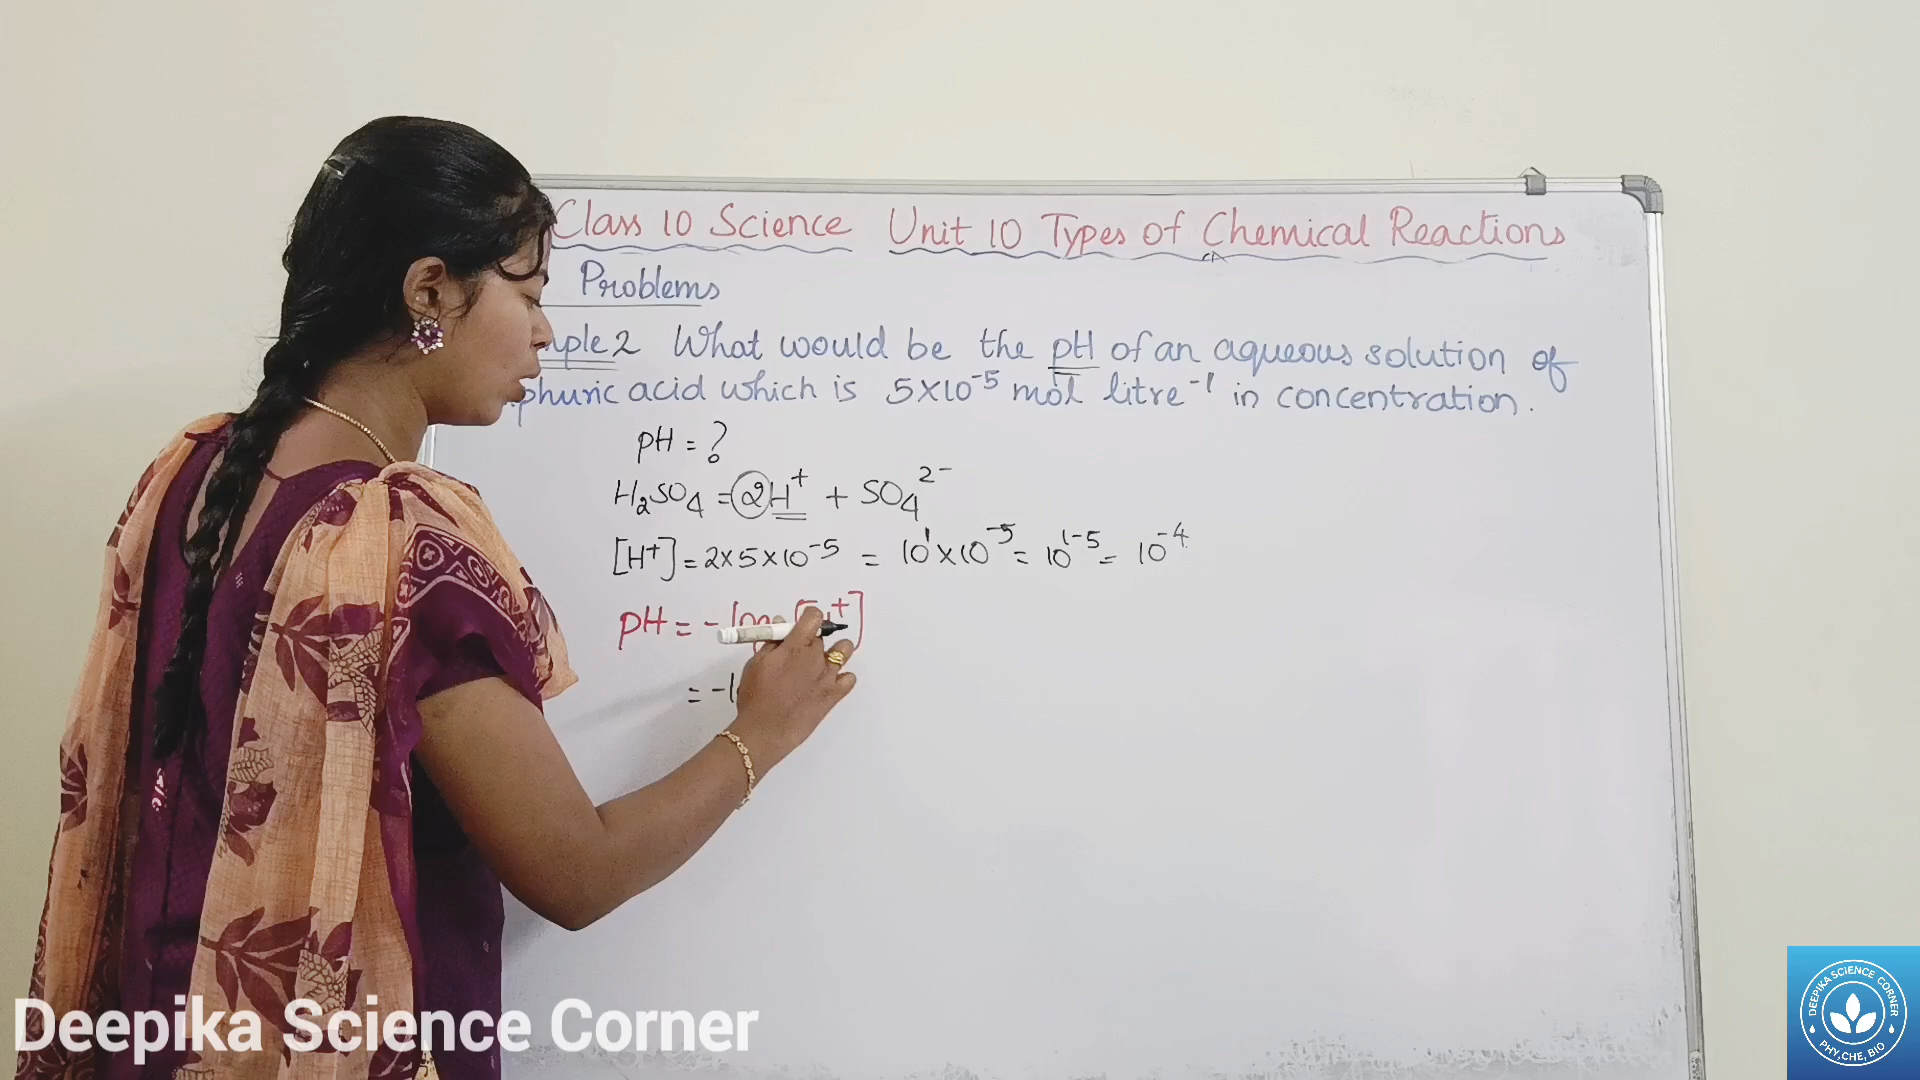 Class 10 Science Unit 10 Types of Chemical Reactions
Problems
mple 2 What would be the pH of an aqueous solution of
phuric acid which is 5×10⁻⁵ mol litre⁻¹ in concentration.
pH = ?
H₂SO₄ = 2H⁺ + SO₄²⁻
[H⁺] = 2×5×10⁻⁵ = 10¹×10⁻⁵ = 10¹⁻⁵ = 10⁻⁴
pH = -log [H⁺]
= -l
Deepika Science Corner
DEEPIKA SCIENCE CORNER
PHY,CHE, BIO